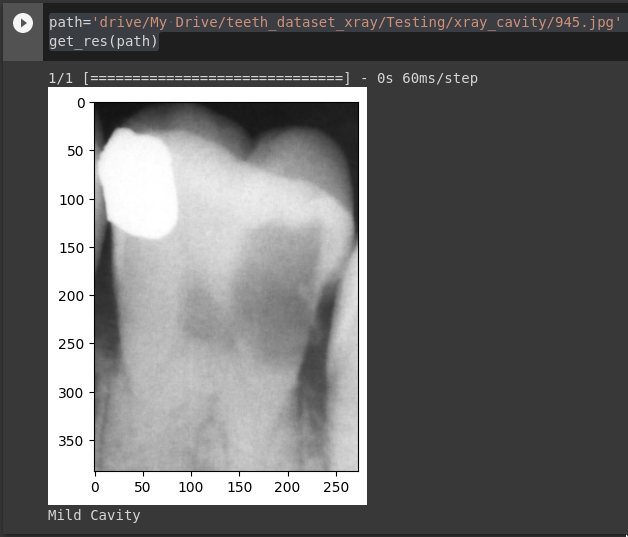 path='drive/My Drive/teeth_dataset_xray/Testing/xray_cavity/945.jpg'
get_res(path)
1/1 [==============================] - 0s 60ms/step
0
50
100
150
200
250
300
350
0 50 100 150 200 250
Mild Cavity